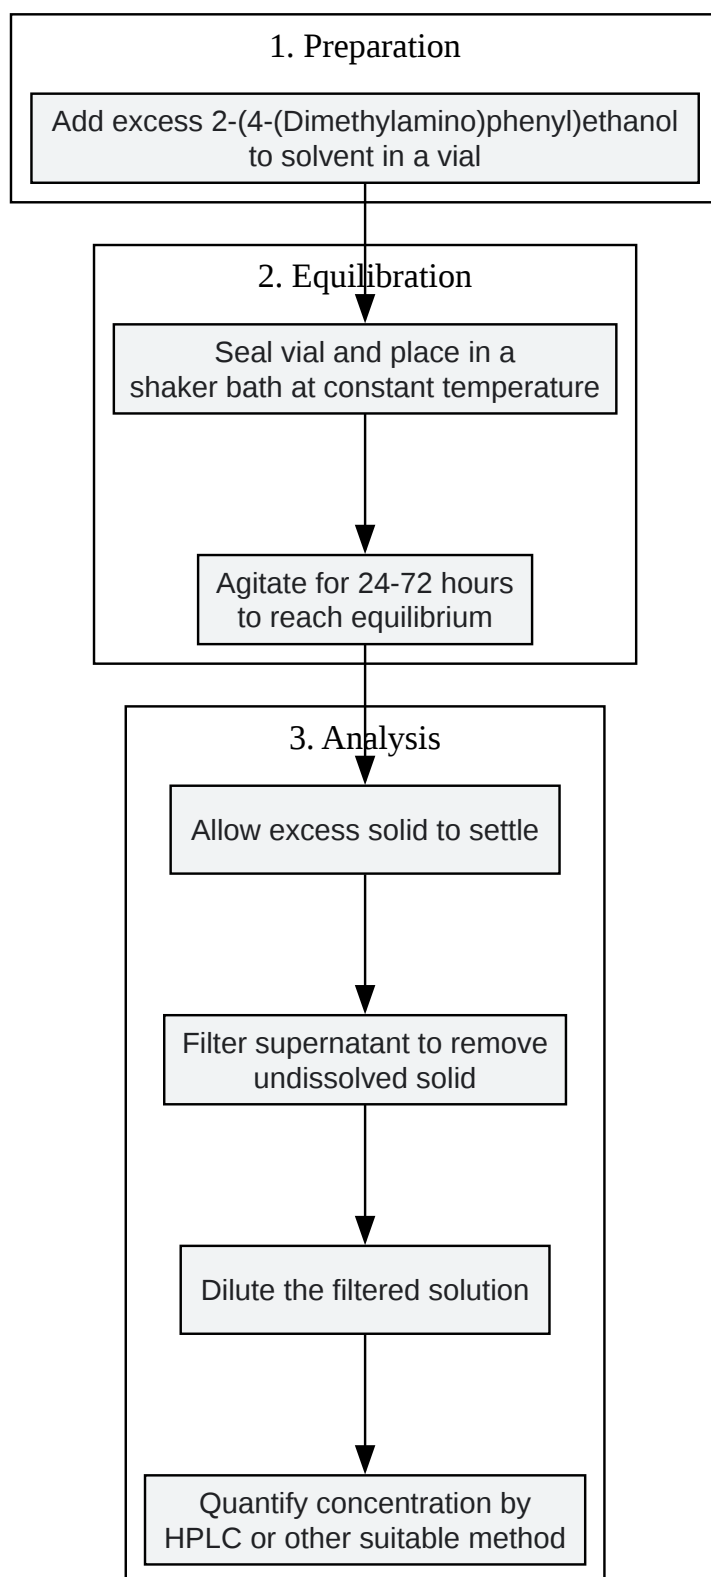 1. Preparation
Add excess 2-(4-(Dimethylamino)phenyl)ethanol
to solvent in a vial
2. Equilibration
Seal vial and place in a
shaker bath at constant temperature
Agitate for 24-72 hours
to reach equilibrium
3. Analysis
Allow excess solid to settle
Filter supernatant to remove
undissolved solid
Dilute the filtered solution
Quantify concentration by
HPLC or other suitable method